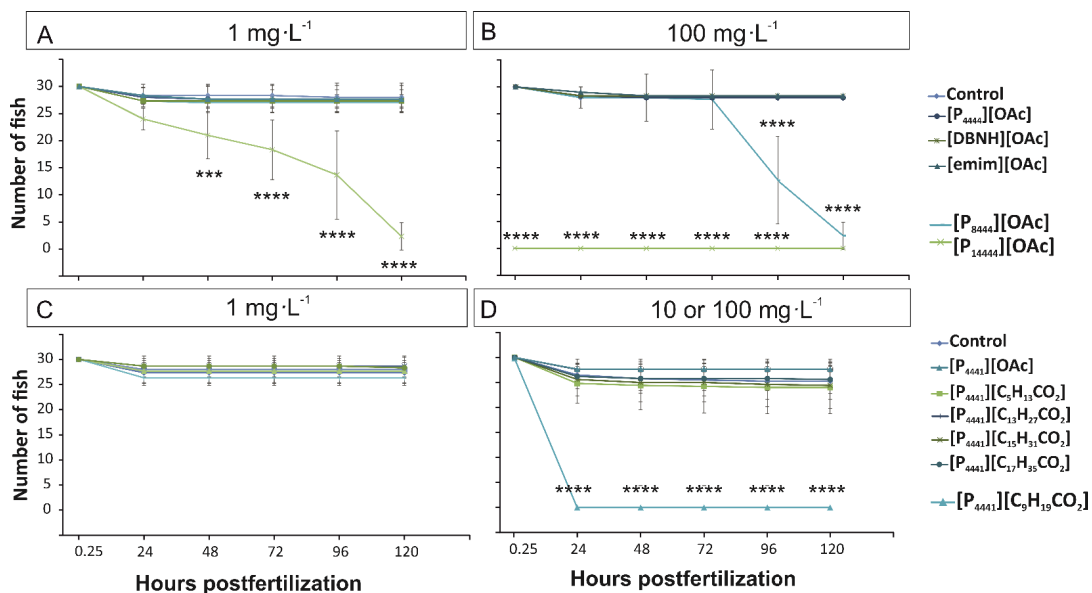 A
1 mg·L⁻¹
B
100 mg·L⁻¹
Number of fish
30
25
20
15
10
5
0
***
****
****
****
****
****
****
****
****
****
****
Control
[P₄₄₄₄][OAc]
[DBNH][OAc]
[emim][OAc]
[P₈₄₄₄][OAc]
[P₁₄₄₄₄][OAc]
C
1 mg·L⁻¹
D
10 or 100 mg·L⁻¹
Number of fish
30
25
20
15
10
5
0
****
****
****
****
****
0.25
24
48
72
96
120
0.25
24
48
72
96
120
Hours postfertilization
Hours postfertilization
Control
[P₄₄₄₁][OAc]
[P₄₄₄₁][C₅H₁₃CO₂]
[P₄₄₄₁][C₁₃H₂₇CO₂]
[P₄₄₄₁][C₁₅H₃₁CO₂]
[P₄₄₄₁][C₁₇H₃₅CO₂]
[P₄₄₄₁][C₉H₁₉CO₂]